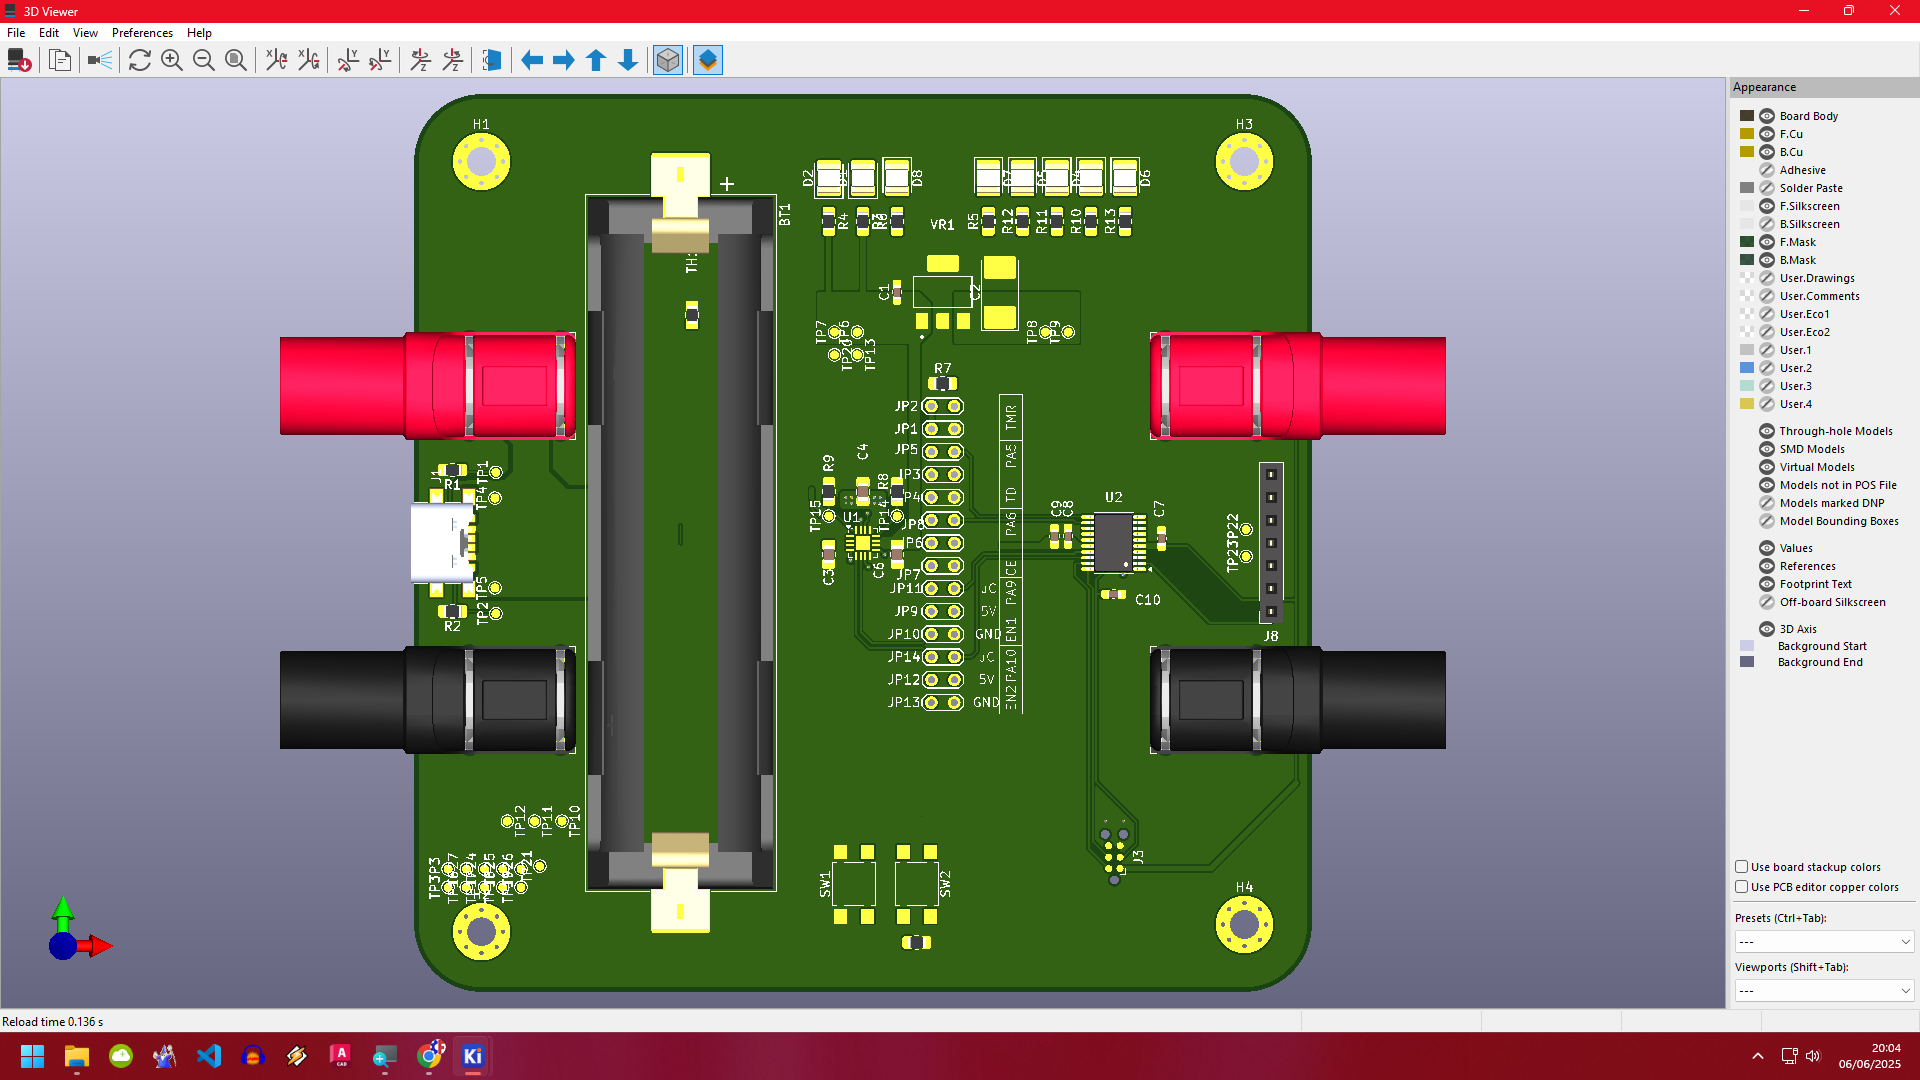 3D Viewer
File Edit View Preferences Help
Appearance
Board Body
F.Cu
B.Cu
Adhesive
Solder Paste
F.Silkscreen
B.Silkscreen
F.Mask
B.Mask
User.Drawings
User.Comments
User.Eco1
User.Eco2
User.1
User.2
User.3
User.4
Through-hole Models
SMD Models
Virtual Models
Models not in POS File
Models marked DNP
Model Bounding Boxes
Values
References
Footprint Text
Off-board Silkscreen
3D Axis
Background Start
Background End
Use board stackup colors
Use PCB editor copper colors
Presets (Ctrl+Tab):
---
Viewports (Shift+Tab):
---
H1
H3
+
BT1
D2
D8
D6
R4
R5
R12
R11
R10
R13
VR1
TH
C1
C2
TP7
TP6
TP13
TP8
TP9
R7
JP2
JP1
JP5
JP3
JP8
JP7
JP11
JP9
JP10
JP14
JP12
JP13
5V
GND
5V
GND
TMR
PA5
TD
PA6
CE
PA9
EN1
PA10
EN2
J1
R1
TP1
TP4
TP5
TP2
R2
R9
C4
R8
TP15
U1
TP14
C3
C6
U2
C9
C8
C7
C10
TP22
TP23
J8
J3
TP12
TP11
TP10
TP3
SW1
SW2
H4
Reload time 0.136 s
Ki
20:04
06/06/2025